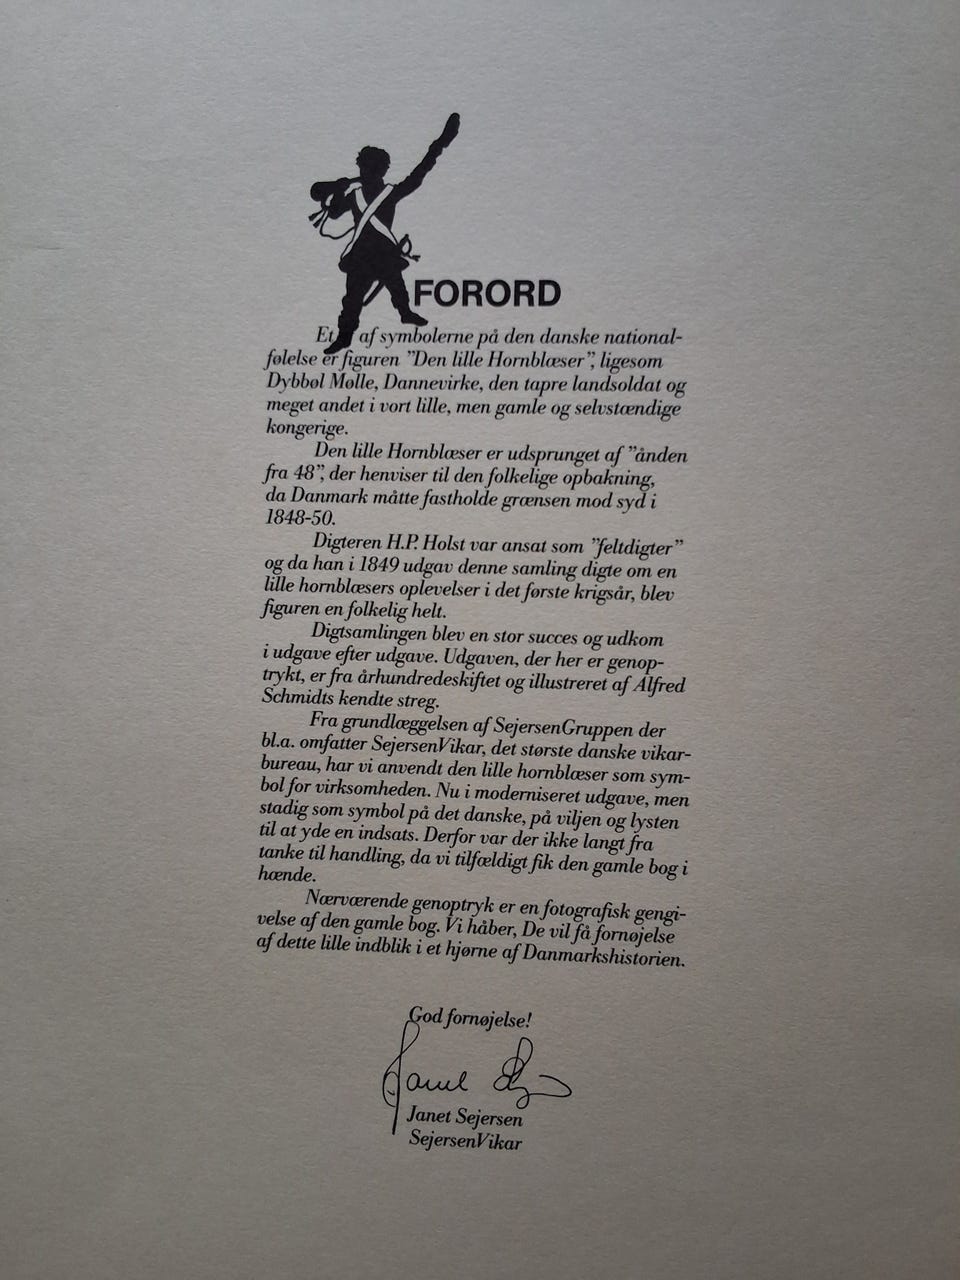 FORORD
Et af symbolerne på den danske national-
følelse er figuren ”Den lille Hornblæser”, ligesom
Dybbøl Mølle, Dannevirke, den tapre landsoldat og
meget andet i vort lille, men gamle og selvstændige
kongerige.
Den lille Hornblæser er udsprunget af ”ånden
fra 48”, der henviser til den folkelige opbakning,
da Danmark måtte fastholde grænsen mod syd i
1848-50.
Digteren H.P. Holst var ansat som ”feltdigter”
og da han i 1849 udgav denne samling digte om en
lille hornblæsers oplevelser i det første krigsår, blev
figuren en folkelig helt.
Digtsamlingen blev en stor succes og udkom
i udgave efter udgave. Udgaven, der her er genop-
trykt, er fra århundredeskiftet og illustreret af Alfred
Schmidts kendte streg.
Fra grundlæggelsen af SejersenGruppen der
bl.a. omfatter SejersenVikar, det største danske vikar-
bureau, har vi anvendt den lille hornblæser som sym-
bol for virksomheden. Nu i moderniseret udgave, men
stadig som symbol på det danske, på viljen og lysten
til at yde en indsats. Derfor var der ikke langt fra
tanke til handling, da vi tilfældigt fik den gamle bog i
hænde.
Nærværende genoptryk er en fotografisk gengi-
velse af den gamle bog. Vi håber, De vil få fornøjelse
af dette lille indblik i et hjørne af Danmarkshistorien.
God fornøjelse!
Janet Sejersen
SejersenVikar